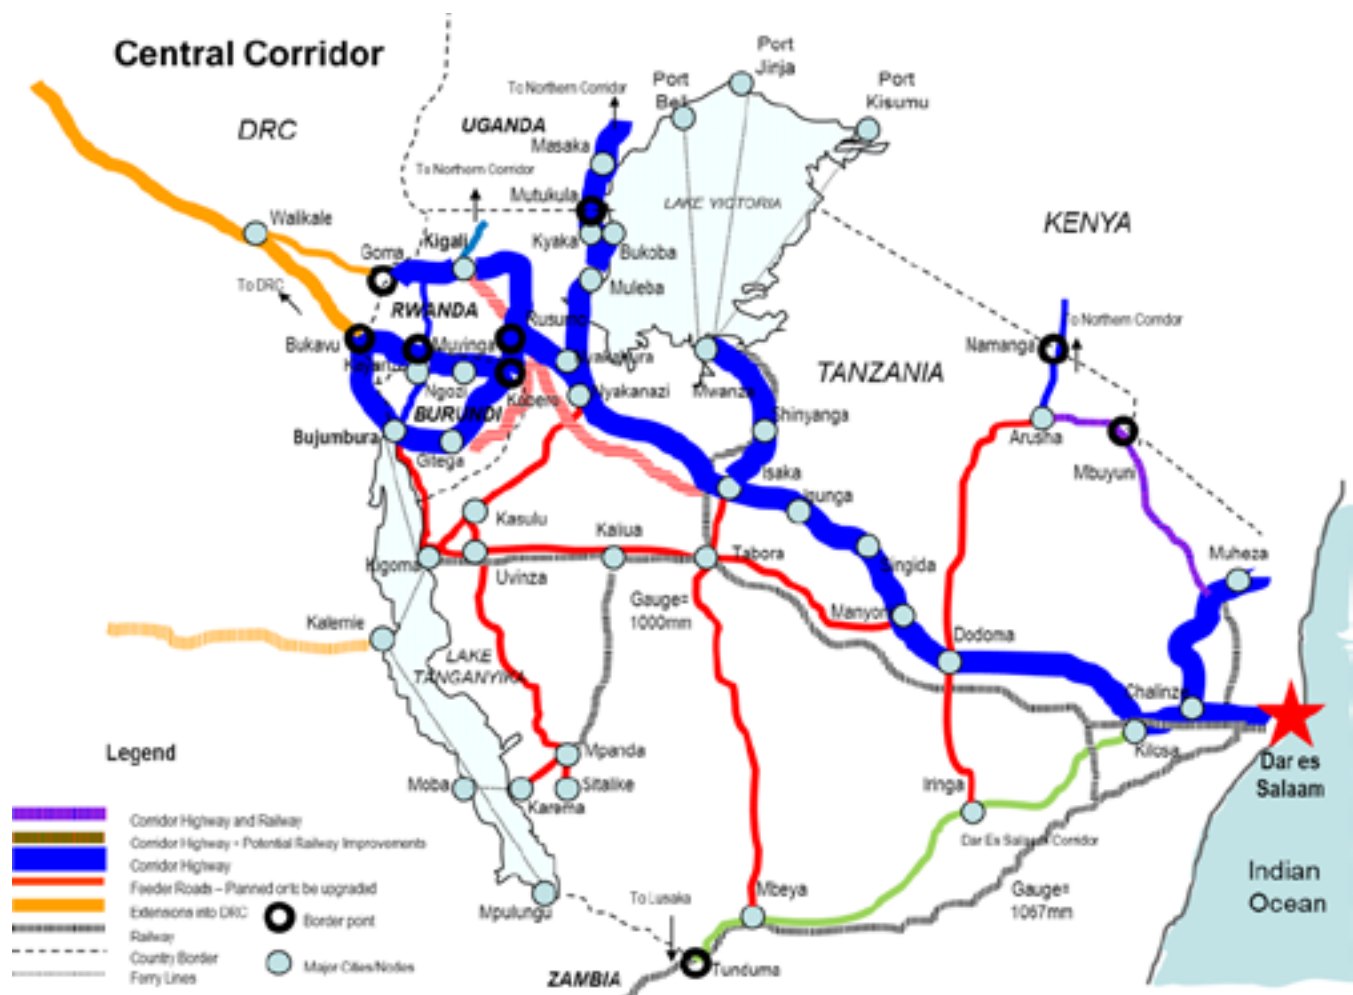 Central Corridor
Port
Jinja
Port
Bell
Port
Kisumu
To Northern Corridor
DRC
UGANDA
Masaka
To Northern Corridor
Mutukula
LAKE VICTORIA
Walikale
KENYA
Goma
Kigali
Kyaka
Bukoba
To DRC
Muleba
RWANDA
Rusumo
To Northern Corridor
Bukavu
Muyinga
Namanga
Ngozi
Nyakanazi
Mwanza
TANZANIA
Kobero
BURUNDI
Bujumbura
Shinyanga
Arusha
Gitega
Mbuyuni
Isaka
Kasulu
Kaliua
Tabora
Singida
Muheza
Kigoma
Uvinza
Gauge=
1000mm
Manyoni
Kalemie
Dodoma
LAKE
TANGANYIKA
Chalinze
Kilosa
Legend
Mpanda
Dar es
Salaam
Moba
Karema
Sitalike
Iringa
Corridor Highway and Railway
Corridor Highway + Potential Railway Improvements
Dar Es Salaam Corridor
Corridor Highway
Feeder Roads – Planned or to be upgraded
Indian
Ocean
Extensions into DRC
Border point
Mpulungu
To Lusaka
Mbeya
Gauge=
1067mm
Railway
Country Border
Major Cities/Nodes
Ferry Lines
ZAMBIA
Tunduma